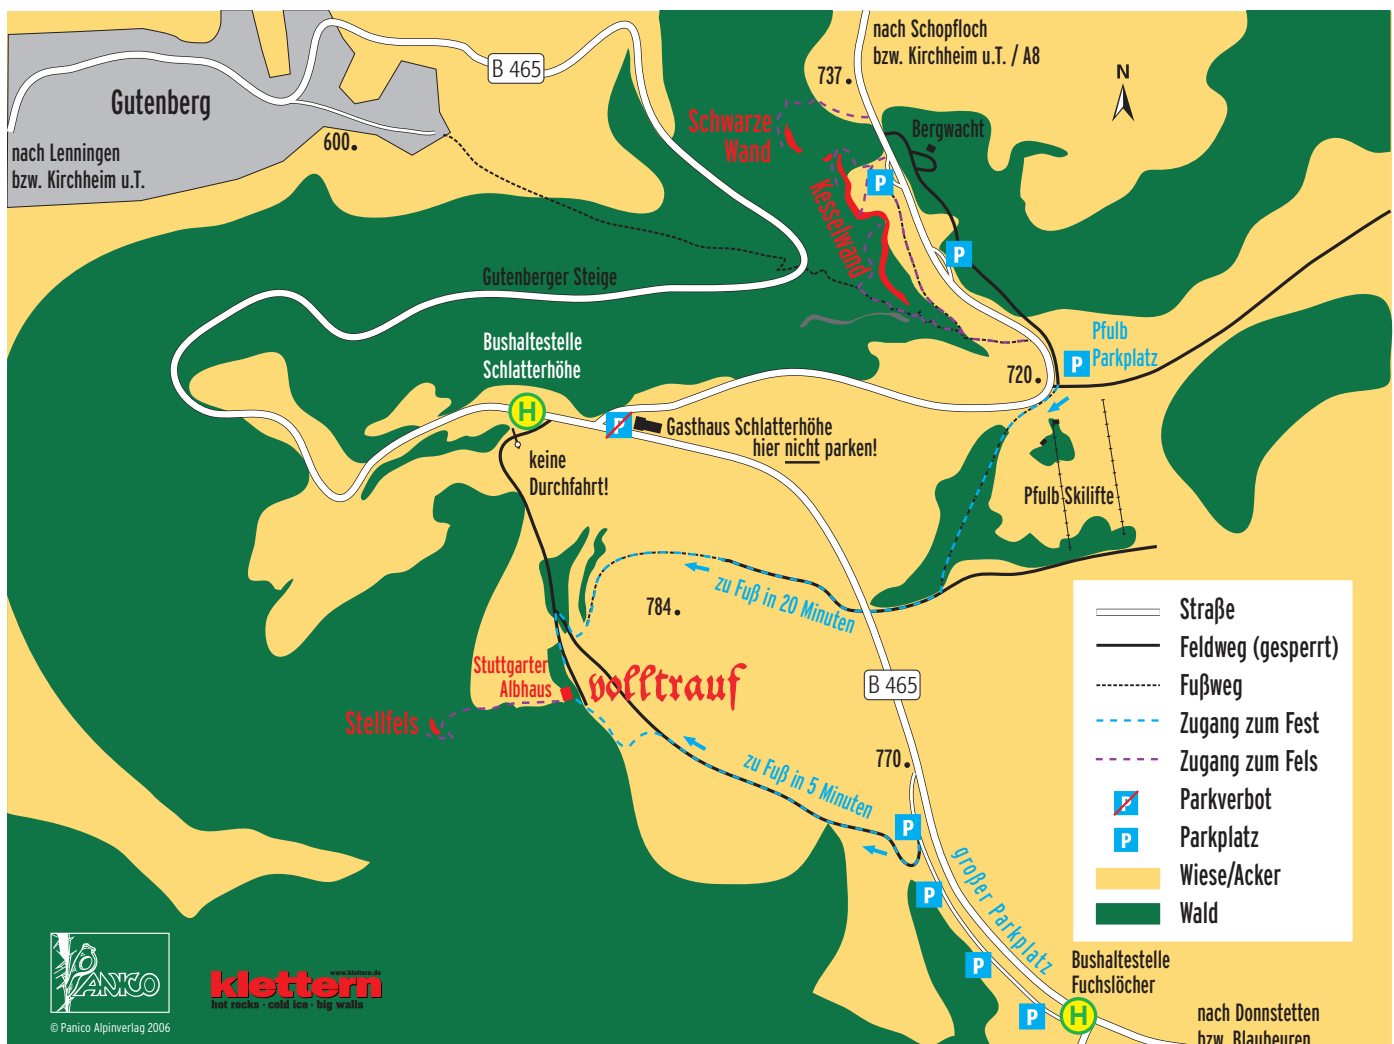 nach Schopfloch
bzw. Kirchheim u.T. / A8
B 465
737
N
Gutenberg
Schwarze
Wand
Bergwacht
600
nach Lenningen
bzw. Kirchheim u.T.
P
Kesselwand
P
Gutenberger Steige
Bushaltestelle
Schlatterhöhe
Pfulb
Parkplatz
P
720
H
P
Gasthaus Schlatterhöhe
hier nicht parken!
keine
Durchfahrt!
Pfulb Skilifte
zu Fuß in 20 Minuten
784
Stuttgarter
Albhaus
volltrauf
B 465
Stellfels
770
zu Fuß in 5 Minuten
P
großer Parkplatz
P
P
P
Bushaltestelle
Fuchslöcher
H
nach Donnstetten
bzw. Blaubeuren
Straße
Feldweg (gesperrt)
Fußweg
Zugang zum Fest
Zugang zum Fels
P Parkverbot
P Parkplatz
Wiese/Acker
Wald
PANICO
© Panico Alpinverlag 2006
www.klettern.de
klettern
hot rocks · cold ice · big walls